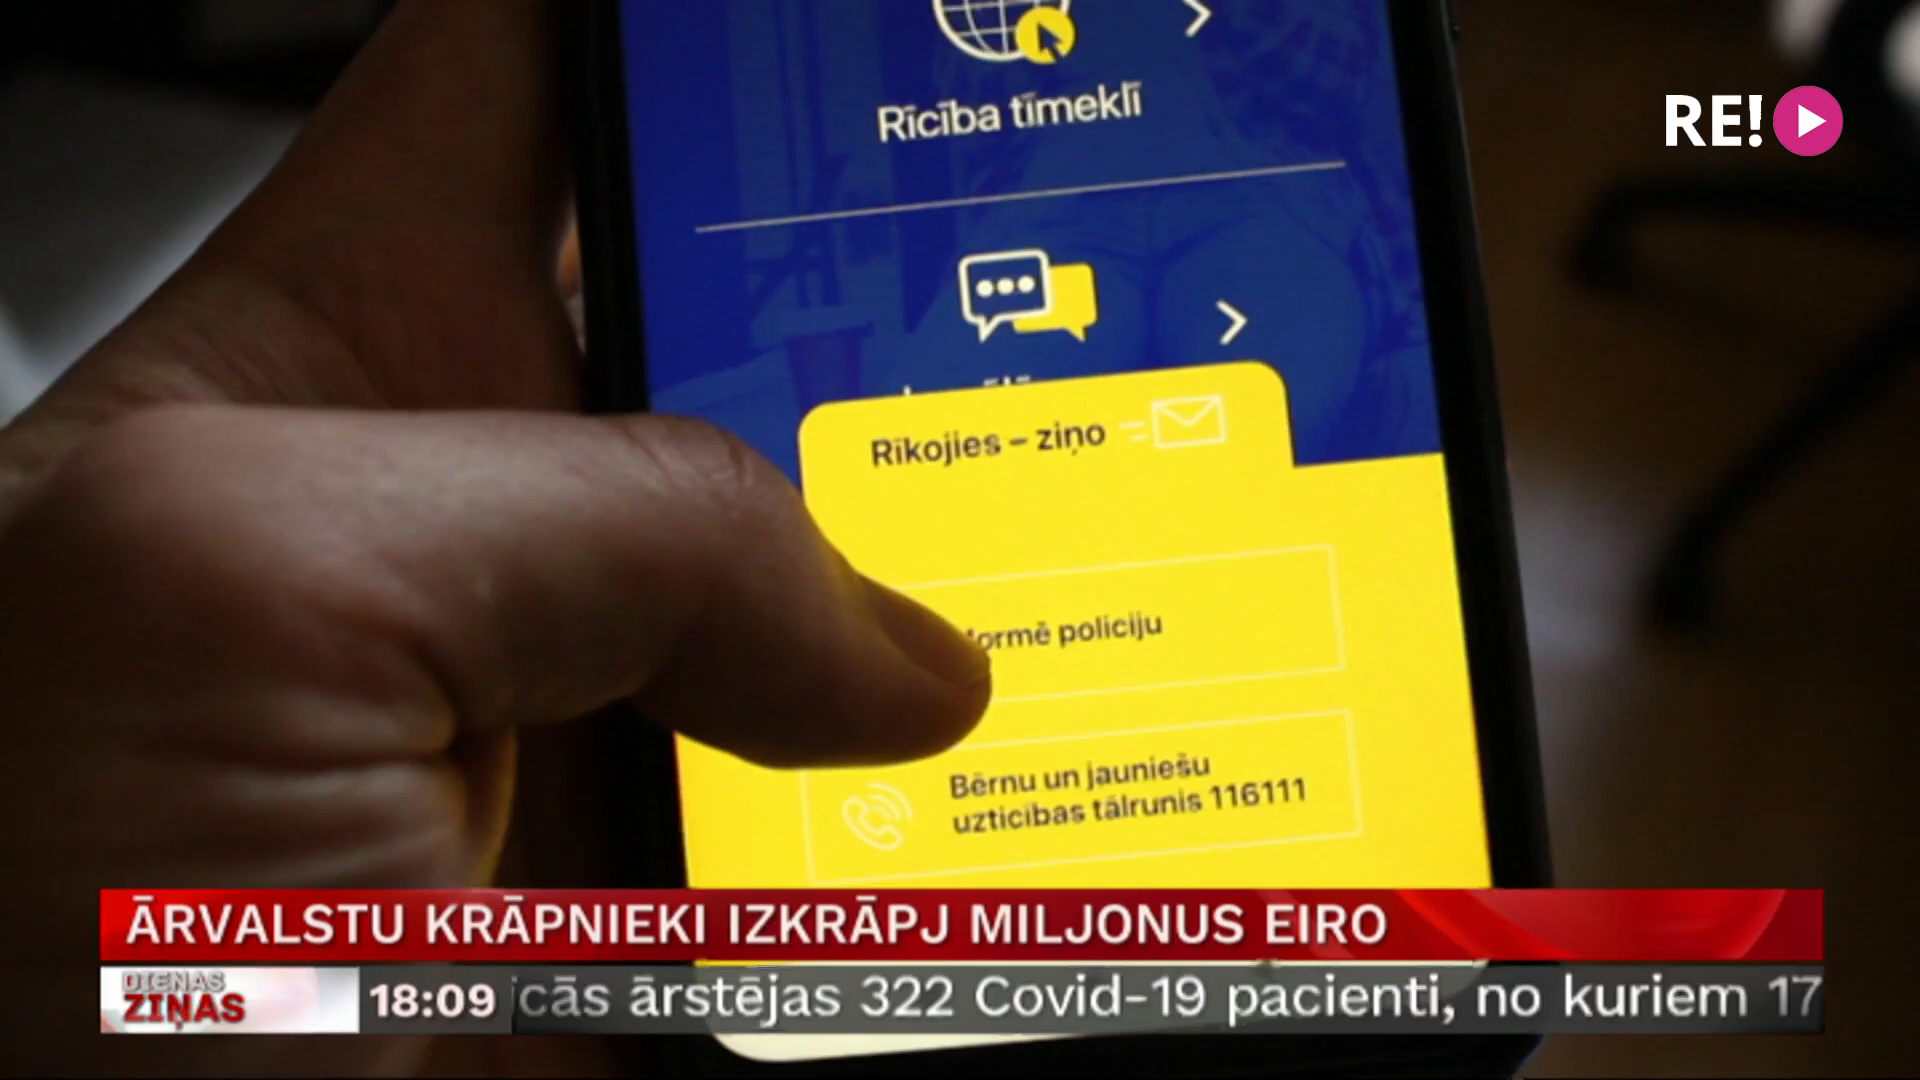 RE!
Rīcība tīmeklī
Rīkojies – ziņo
policiju
Bērnu un jauniešu
uzticības tālrunis 116111
ĀRVALSTU KRĀPNIEKI IZKRĀPJ MILJONUS EIRO
DIENAS
ZIŅAS
18:09 ārstējas 322 Covid-19 pacienti, no kuriem 17